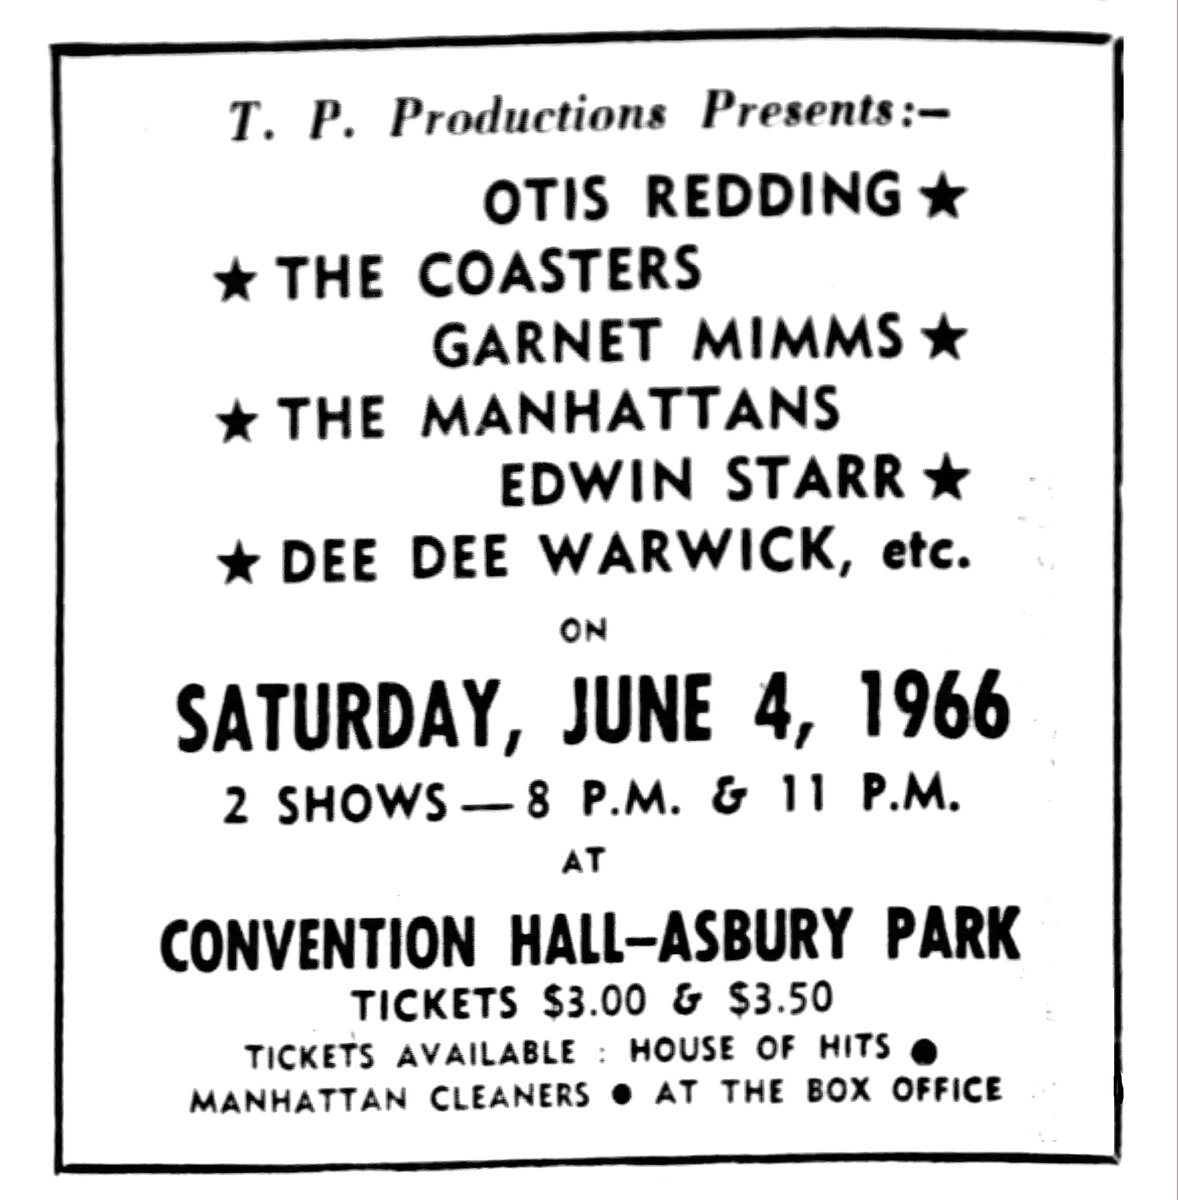 T. P. Productions Presents:—
OTIS REDDING ★
★ THE COASTERS
GARNET MIMMS ★
★ THE MANHATTANS
EDWIN STARR ★
★ DEE DEE WARWICK, etc.
ON
SATURDAY, JUNE 4, 1966
2 SHOWS — 8 P.M. & 11 P.M.
AT
CONVENTION HALL–ASBURY PARK
TICKETS $3.00 & $3.50
TICKETS AVAILABLE : HOUSE OF HITS ●
MANHATTAN CLEANERS ● AT THE BOX OFFICE